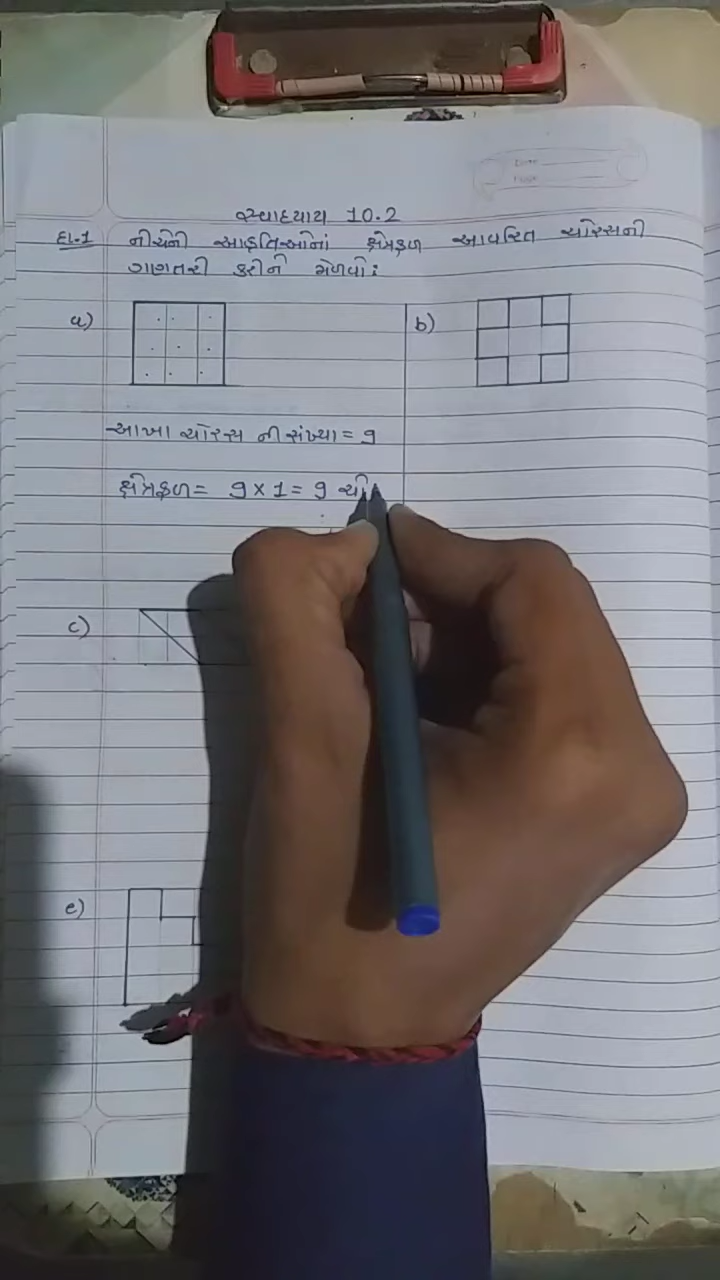 સ્વાધ્યાય 10.2
દા.1 નીચેની આકૃતિઓનાં ક્ષેત્રફળ આવરિત ચોરસની
ગણતરી કરીને મેળવો:
a)
b)
આખા ચોરસ ની સંખ્યા = 9
ક્ષેત્રફળ = 9 × 1 = 9 ચો
c)
e)